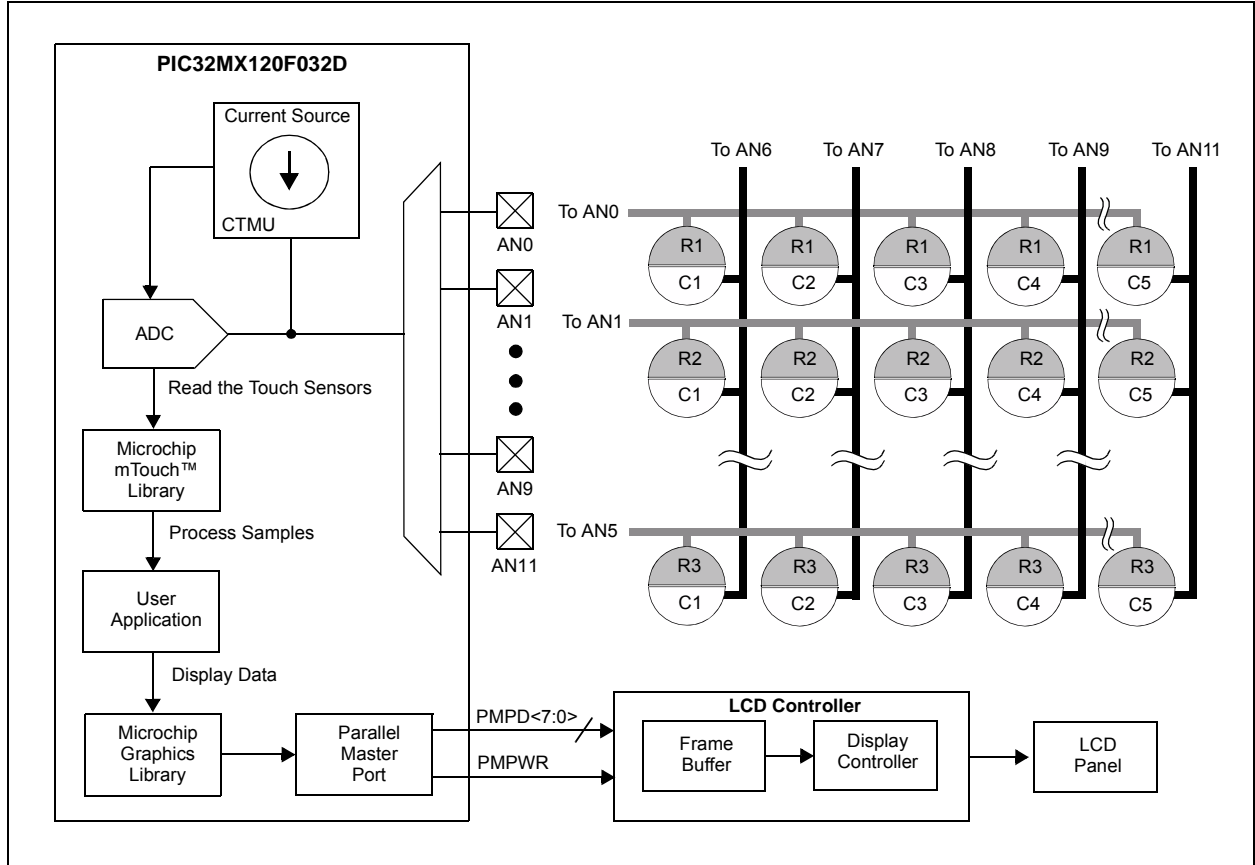 PIC32MX120F032D
Current Source
CTMU
ADC
Read the Touch Sensors
Microchip
mTouch™
Library
Process Samples
User
Application
Display Data
Microchip
Graphics
Library
Parallel
Master
Port
AN0
AN1
AN9
AN11
To AN6
To AN7
To AN8
To AN9
To AN11
To AN0
R1
R1
R1
R1
R1
C1
C2
C3
C4
C5
To AN1
R2
R2
R2
R2
R2
C1
C2
C3
C4
C5
To AN5
R3
R3
R3
R3
R3
C1
C2
C3
C4
C5
PMPD<7:0>
PMPWR
LCD Controller
Frame
Buffer
Display
Controller
LCD
Panel